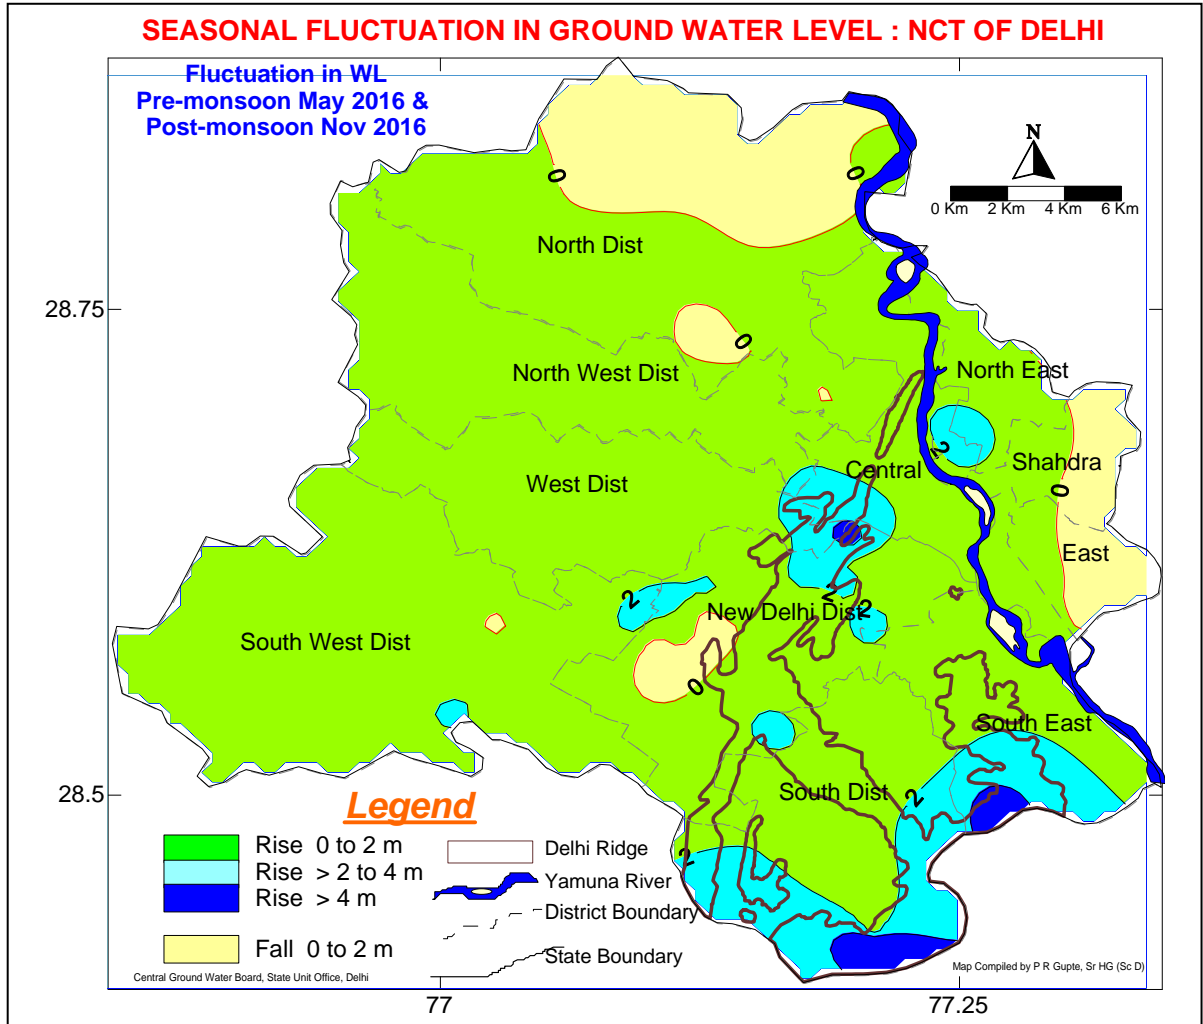 SEASONAL FLUCTUATION IN GROUND WATER LEVEL : NCT OF DELHI
Fluctuation in WL
Pre-monsoon May 2016 &
Post-monsoon Nov 2016
N
0 Km 2 Km 4 Km 6 Km
0
0
North Dist
28.75
0
North West Dist
North East
2
Central
Shahdra
West Dist
0
East
2
2
2
New Delhi Dist
South West Dist
0
South East
28.5
South Dist
2
2
Legend
Rise 0 to 2 m
Rise > 2 to 4 m
Rise > 4 m
Fall 0 to 2 m
Delhi Ridge
Yamuna River
District Boundary
State Boundary
Central Ground Water Board, State Unit Office, Delhi
Map Compiled by P R Gupte, Sr HG (Sc D)
77
77.25